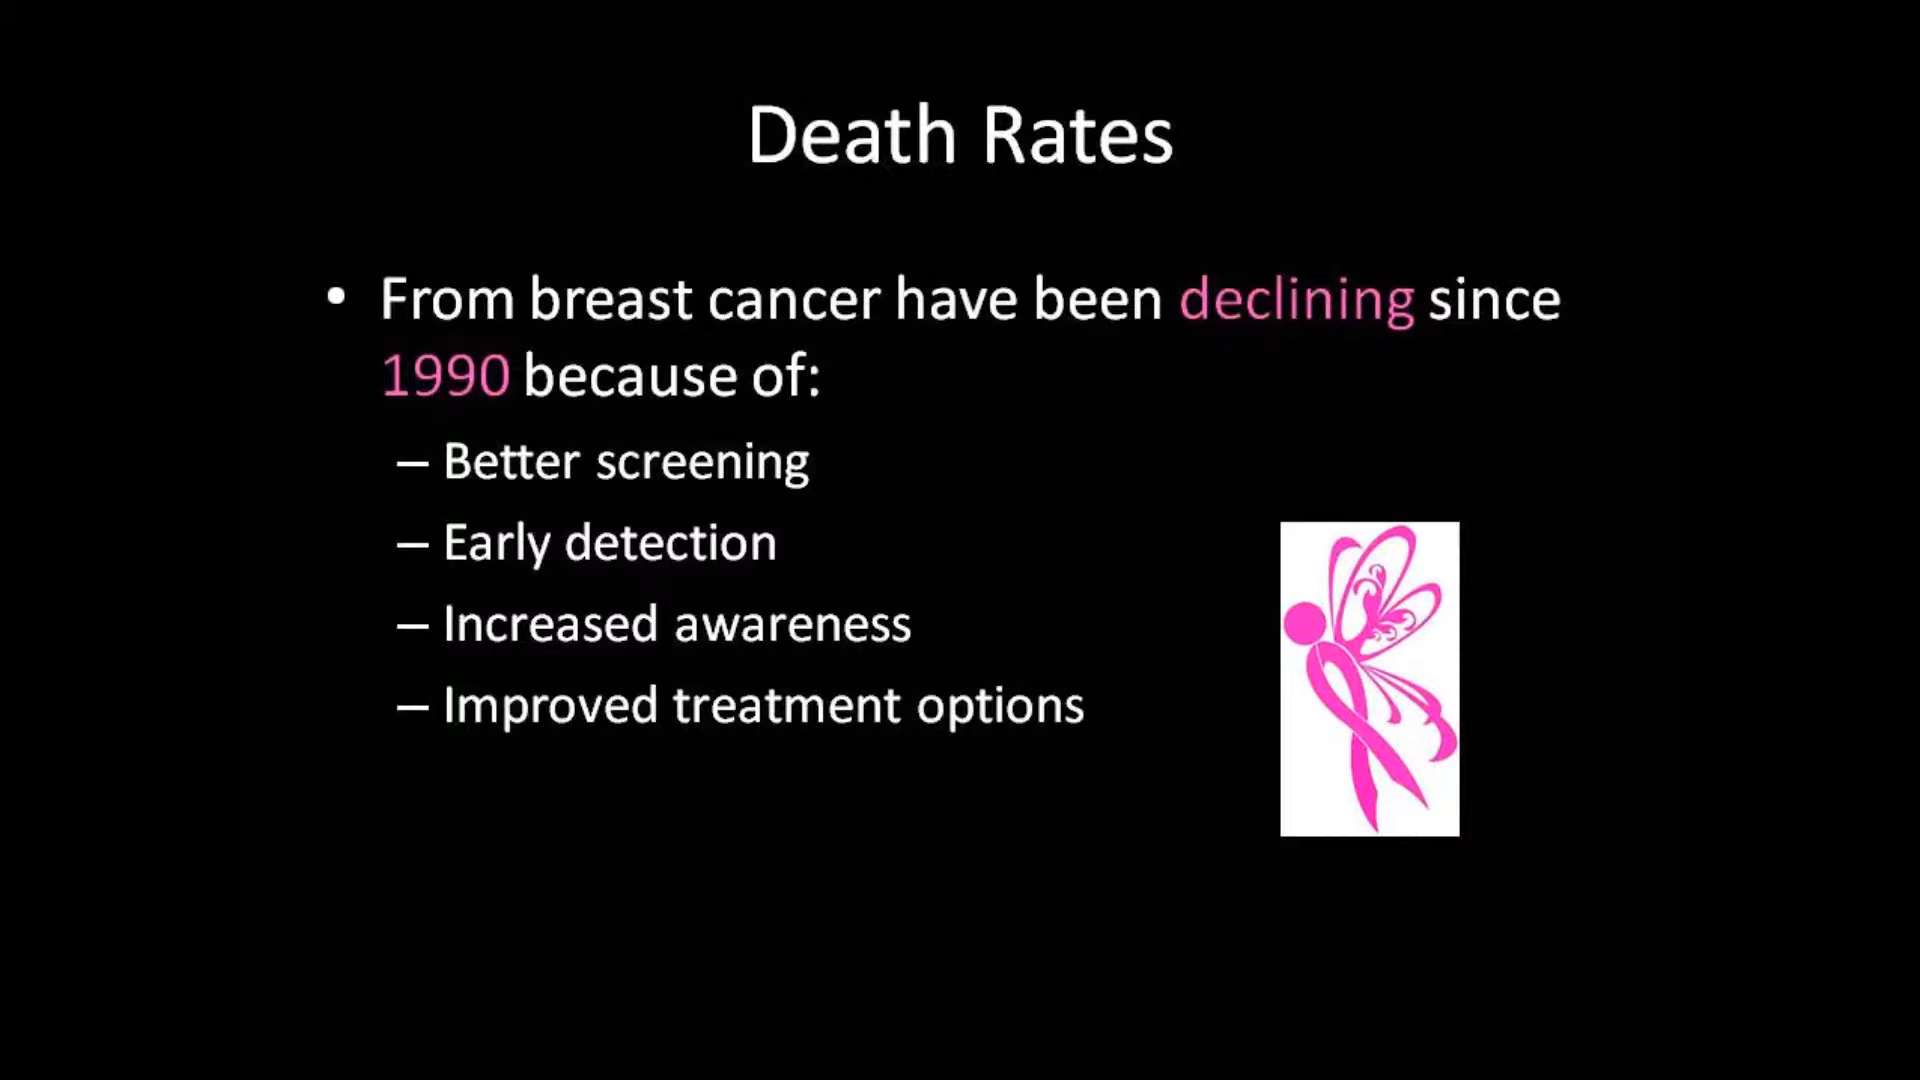 Death Rates
• From breast cancer have been declining since
1990 because of:
– Better screening
– Early detection
– Increased awareness
– Improved treatment options